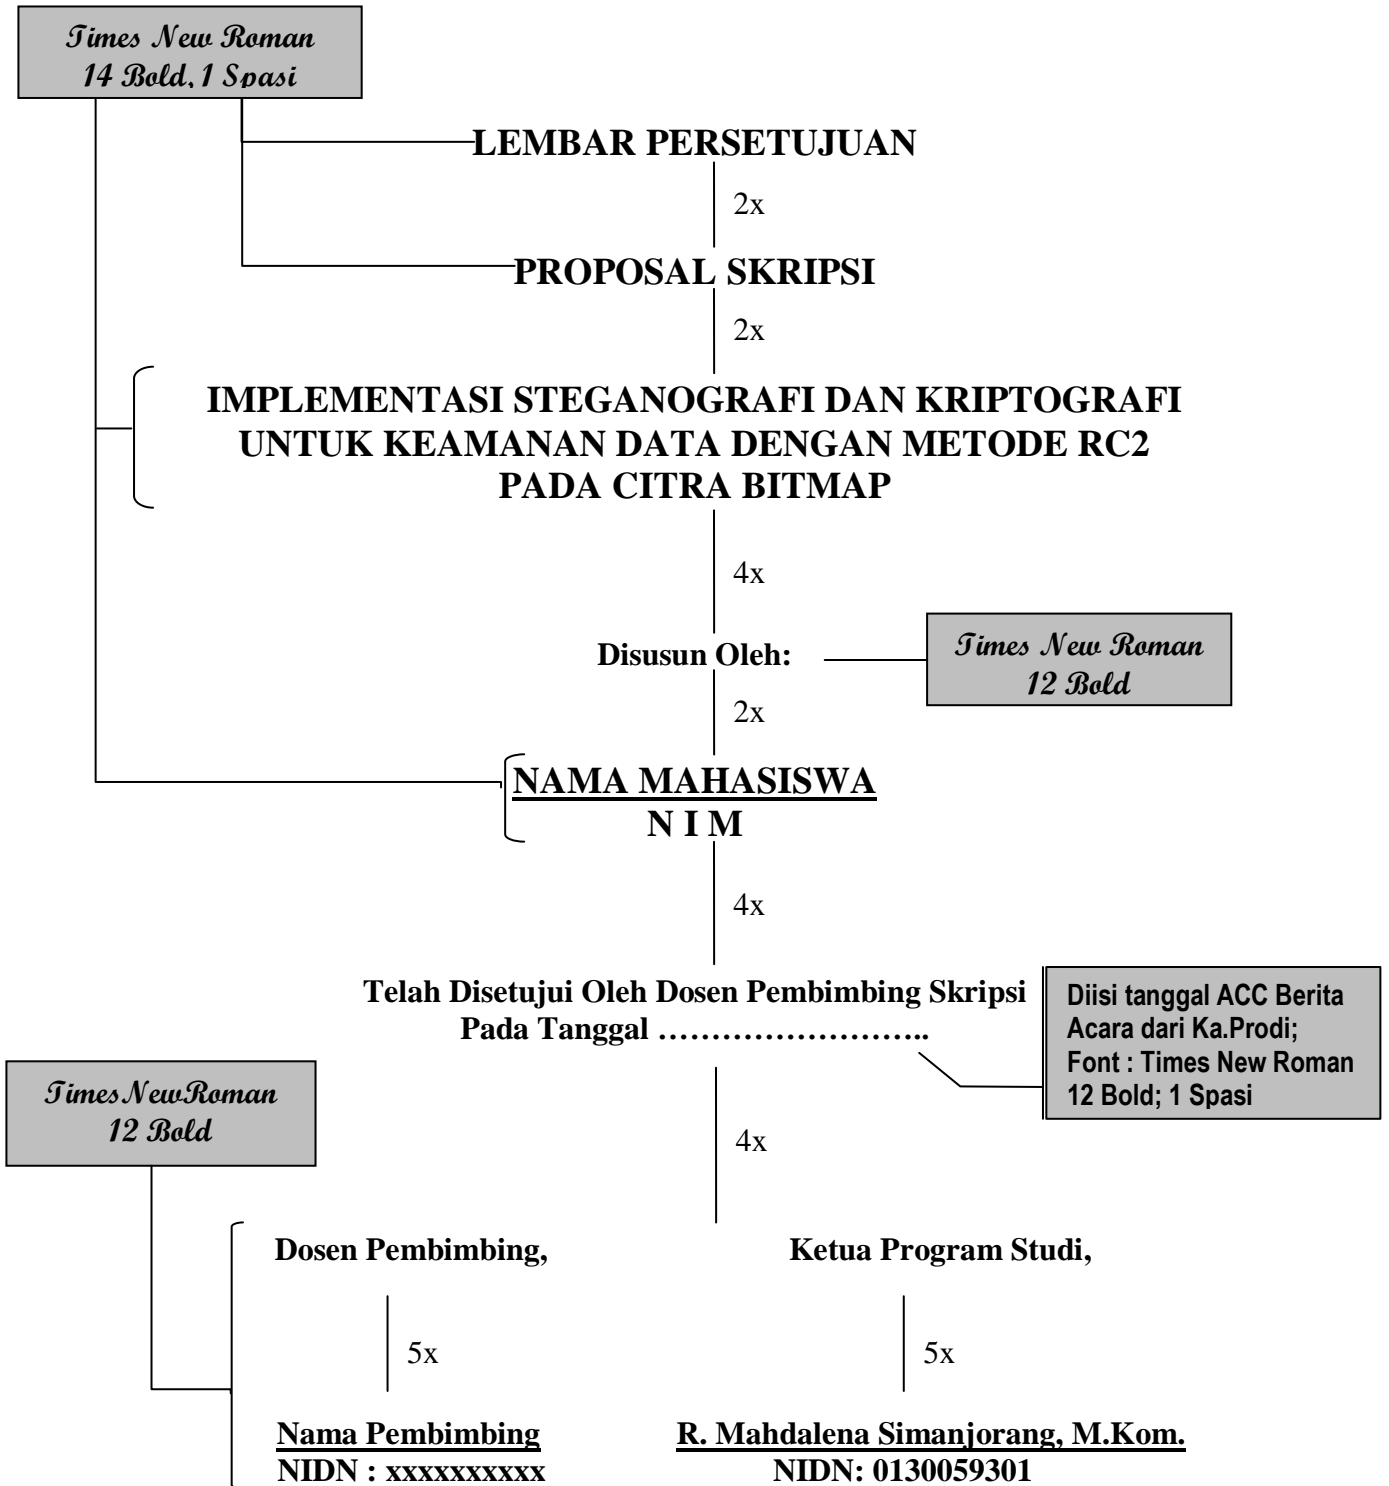 Times New Roman
14 Bold, 1 Spasi
LEMBAR PERSETUJUAN
2x
PROPOSAL SKRIPSI
2x
IMPLEMENTASI STEGANOGRAFI DAN KRIPTOGRAFI
UNTUK KEAMANAN DATA DENGAN METODE RC2
PADA CITRA BITMAP
4x
Disusun Oleh:
Times New Roman
12 Bold
2x
NAMA MAHASISWA
N I M
4x
Telah Disetujui Oleh Dosen Pembimbing Skripsi
Pada Tanggal ……………………..
Diisi tanggal ACC Berita
Acara dari Ka.Prodi;
Font : Times New Roman
12 Bold; 1 Spasi
TimesNewRoman
12 Bold
4x
Dosen Pembimbing,
Ketua Program Studi,
5x
5x
Nama Pembimbing
R. Mahdalena Simanjorang, M.Kom.
NIDN : xxxxxxxxxx
NIDN: 0130059301